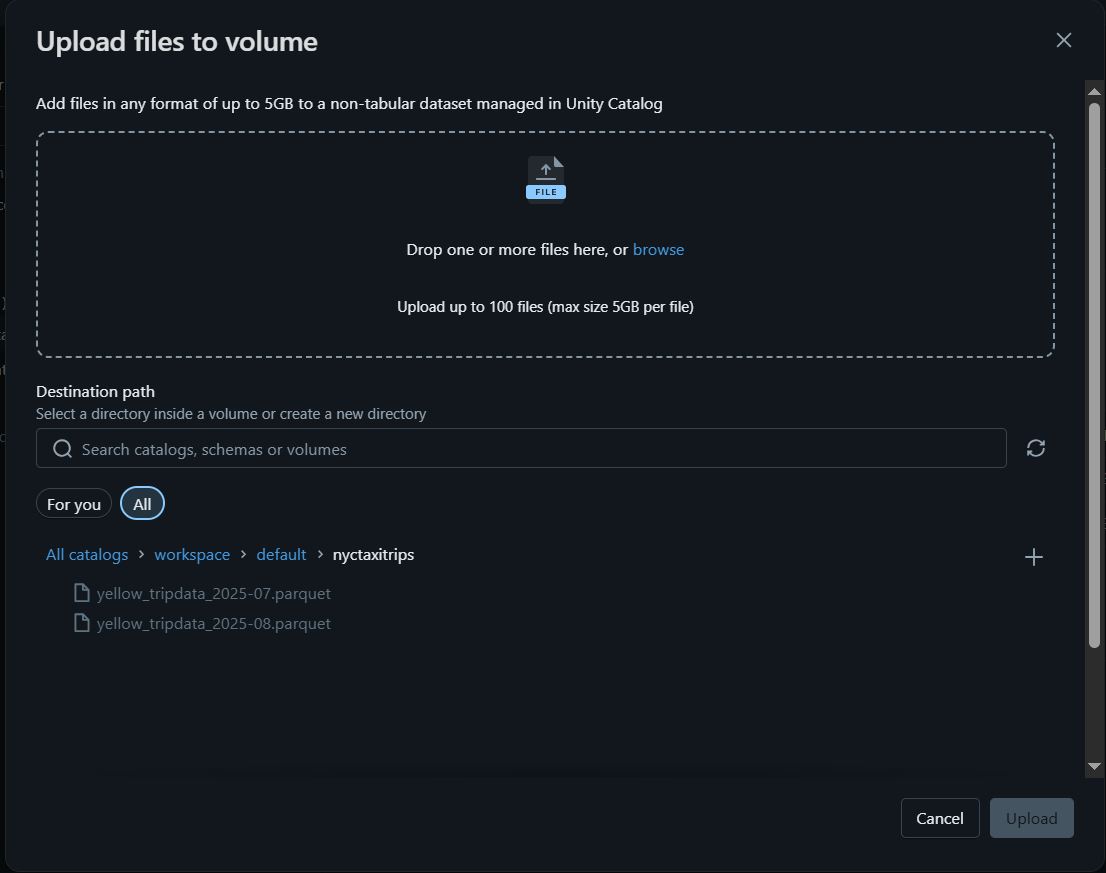 Upload files to volume
Add files in any format of up to 5GB to a non-tabular dataset managed in Unity Catalog
FILE
Drop one or more files here, or browse
Upload up to 100 files (max size 5GB per file)
Destination path
Select a directory inside a volume or create a new directory
Search catalogs, schemas or volumes
For you All
All catalogs > workspace > default > nyctaxitrips
yellow_tripdata_2025-07.parquet
yellow_tripdata_2025-08.parquet
Cancel Upload